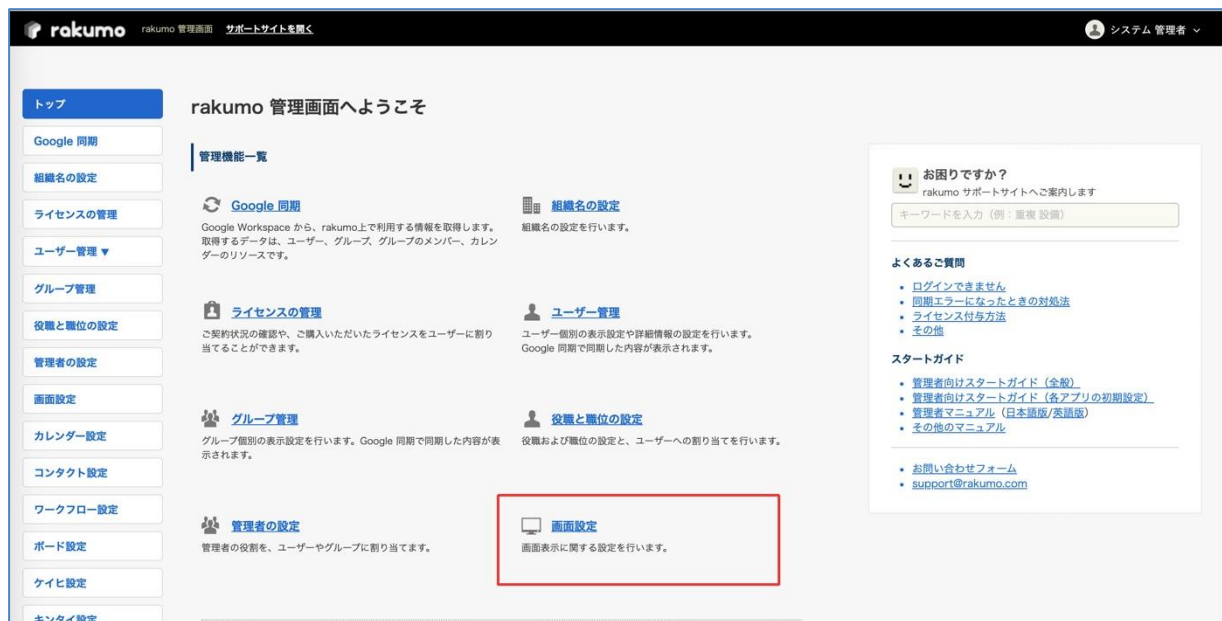 rakumo rakumo 管理画面 サポートサイトを開く システム 管理者
トップ
Google 同期
組織名の設定
ライセンスの管理
ユーザー管理 ▼
グループ管理
役職と職位の設定
管理者の設定
画面設定
カレンダー設定
コンタクト設定
ワークフロー設定
ボード設定
ケイヒ設定
キンタイ設定
rakumo 管理画面へようこそ
管理機能一覧
Google 同期
Google Workspace から、rakumo上で利用する情報を取得します。
取得するデータは、ユーザー、グループ、グループのメンバー、カレン
ダーのリソースです。
組織名の設定
組織名の設定を行います。
ライセンスの管理
ご契約状況の確認や、ご購入いただいたライセンスをユーザーに割り
当てることができます。
ユーザー管理
ユーザー個別の表示設定や詳細情報の設定を行います。
Google 同期で同期した内容が表示されます。
グループ管理
グループ個別の表示設定を行います。Google 同期で同期した内容が表
示されます。
役職と職位の設定
役職および職位の設定と、ユーザーへの割り当てを行います。
管理者の設定
管理者の役割を、ユーザーやグループに割り当てます。
画面設定
画面表示に関する設定を行います。
お困りですか？
rakumo サポートサイトへご案内します
キーワードを入力（例：重複 設備）
よくあるご質問
・ ログインできません
・ 同期エラーになったときの対処法
・ ライセンス付与方法
・ その他
スタートガイド
・ 管理者向けスタートガイド（全般）
・ 管理者向けスタートガイド（各アプリの初期設定）
・ 管理者マニュアル（日本語版/英語版）
・ その他のマニュアル
・ お問い合わせフォーム
・ support@rakumo.com